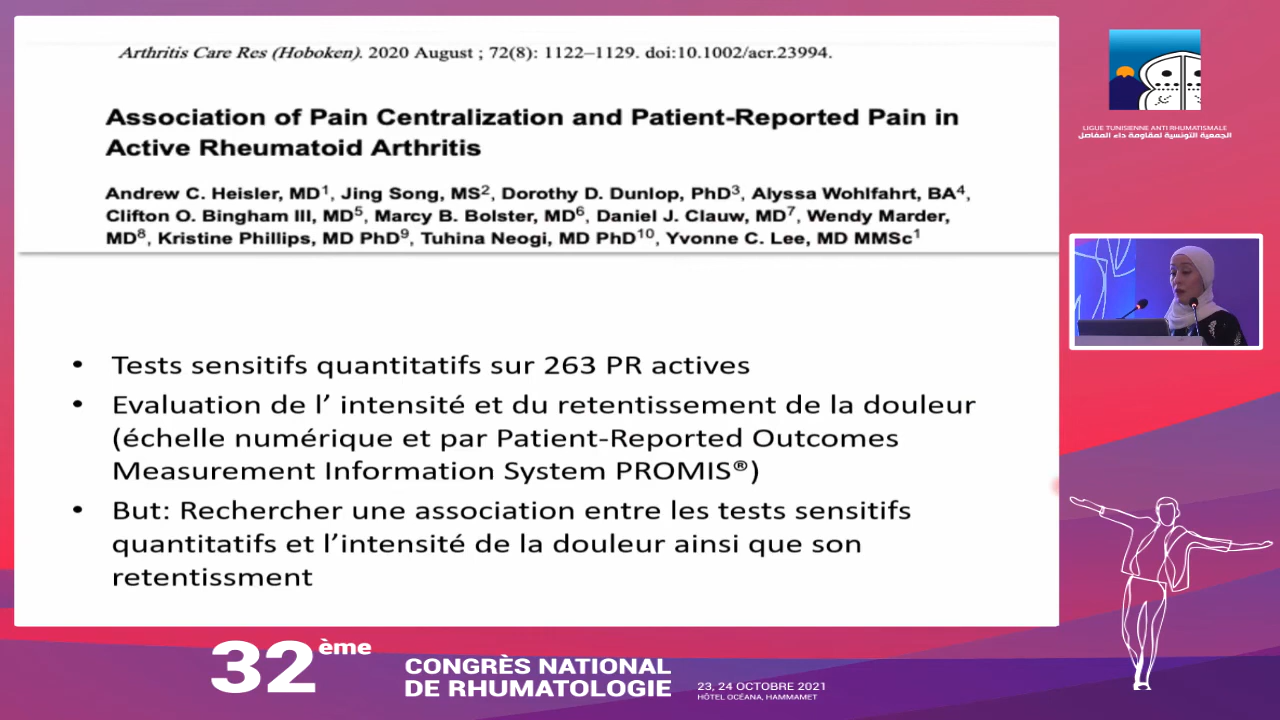 Arthritis Care Res (Hoboken). 2020 August ; 72(8): 1122–1129. doi:10.1002/acr.23994.
Association of Pain Centralization and Patient-Reported Pain in
Active Rheumatoid Arthritis
Andrew C. Heisler, MD1, Jing Song, MS2, Dorothy D. Dunlop, PhD3, Alyssa Wohlfahrt, BA4,
Clifton O. Bingham III, MD5, Marcy B. Bolster, MD6, Daniel J. Clauw, MD7, Wendy Marder,
MD8, Kristine Phillips, MD PhD9, Tuhina Neogi, MD PhD10, Yvonne C. Lee, MD MMSc1
• Tests sensitifs quantitatifs sur 263 PR actives
• Evaluation de l’ intensité et du retentissement de la douleur
(échelle numérique et par Patient-Reported Outcomes
Measurement Information System PROMIS®)
• But: Rechercher une association entre les tests sensitifs
quantitatifs et l’intensité de la douleur ainsi que son
retentissment
LIGUE TUNISIENNE ANTI RHUMATISMALE
الجمعية التونسية لمقاومة داء المفاصل
32ème
CONGRÈS NATIONAL
DE RHUMATOLOGIE
23, 24 OCTOBRE 2021
HÔTEL OCÉANA, HAMMAMET